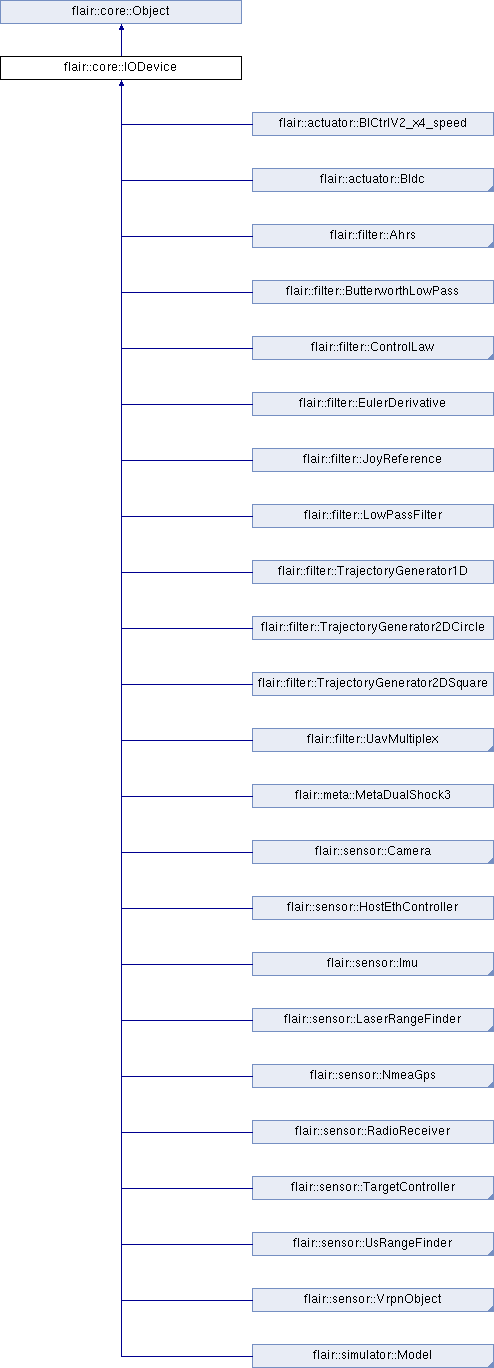 flair::core::Object
flair::core::IODevice
flair::actuator::BlCtrlV2_x4_speed
flair::actuator::Bldc
flair::filter::Ahrs
flair::filter::ButterworthLowPass
flair::filter::ControlLaw
flair::filter::EulerDerivative
flair::filter::JoyReference
flair::filter::LowPassFilter
flair::filter::TrajectoryGenerator1D
flair::filter::TrajectoryGenerator2DCircle
flair::filter::TrajectoryGenerator2DSquare
flair::filter::UavMultiplex
flair::meta::MetaDualShock3
flair::sensor::Camera
flair::sensor::HostEthController
flair::sensor::Imu
flair::sensor::LaserRangeFinder
flair::sensor::NmeaGps
flair::sensor::RadioReceiver
flair::sensor::TargetController
flair::sensor::UsRangeFinder
flair::sensor::VrpnObject
flair::simulator::Model